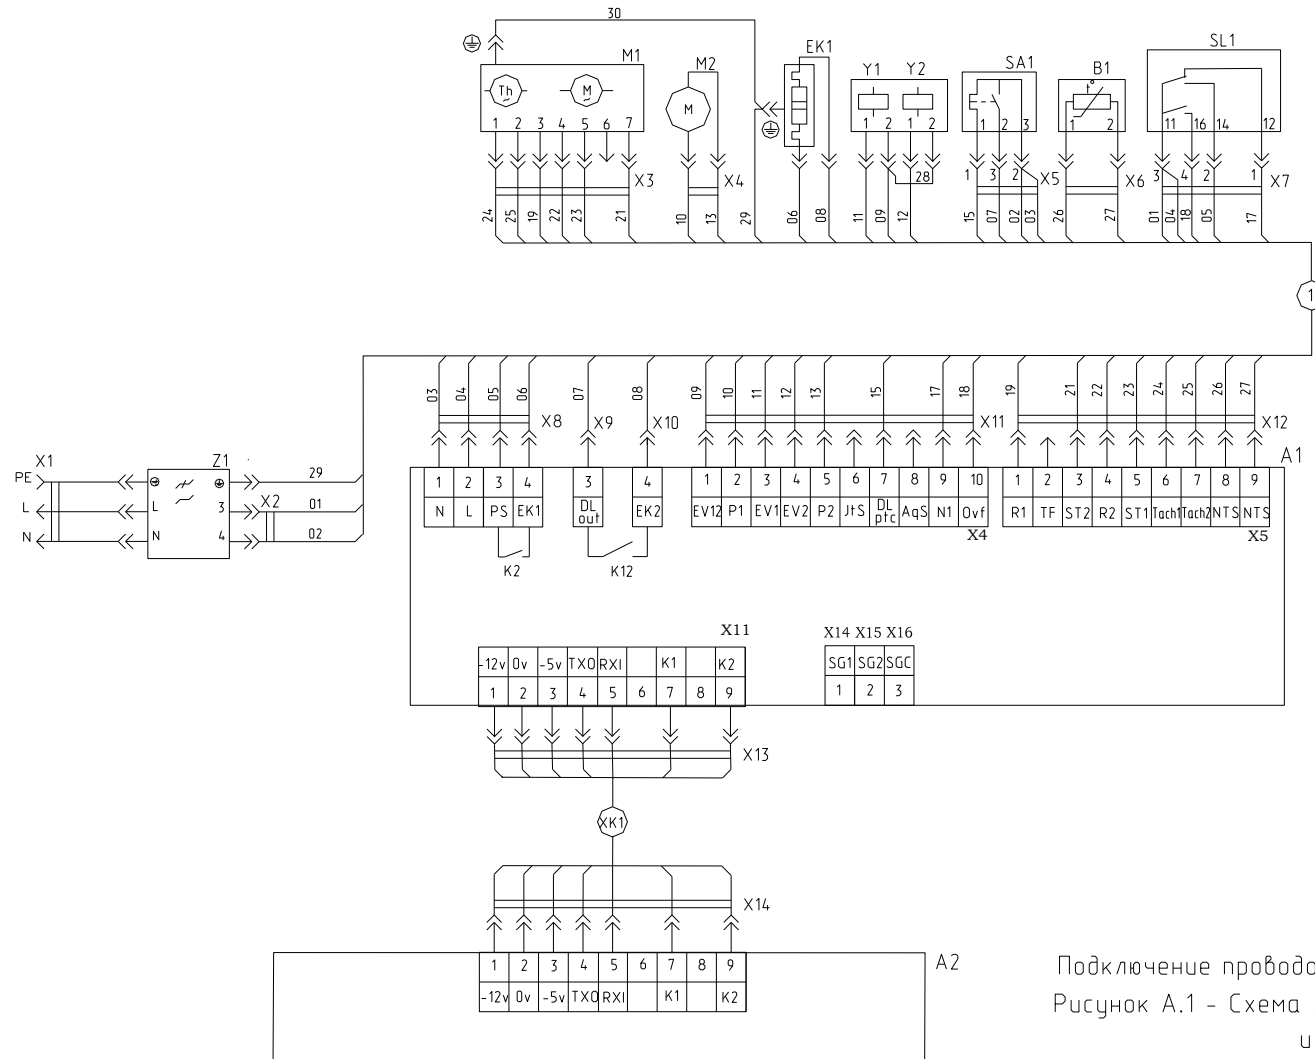 30
M1 M2 EK1 Y1 Y2 SA1 B1 SL1
Th M M t°
1 2 3 4 5 6 7 1 2 1 2 1 2 3 1 2 11 16 14 12
X3 X4 28 1 3 2 X5 X6 3 4 2 1 X7
24 25 19 22 23 21 10 13 29 06 08 11 09 12 15 07 02 03 26 27 01 04 18 05 17
1
03 04 05 06 07 08 09 10 11 12 13 15 17 18 19 21 22 23 24 25 26 27
X8 X9 X10 X11 X12
A1
X1 Z1
PE 29
L L 3 X2 01
N N 4 02
1 2 3 4 3 4 1 2 3 4 5 6 7 8 9 10 1 2 3 4 5 6 7 8 9
N L PS EK1 DL out EK2 EV12 P1 EV1 EV2 P2 JtS DL ptc AqS N1 Ovf R1 TF ST2 R2 ST1 Tach1 Tach2 NTS NTS
X4 X5
K2 K12
X11 X14 X15 X16
-12v 0v -5v TXO RXI K1 K2 SG1 SG2 SGC
1 2 3 4 5 6 7 8 9 1 2 3
X13
XK1
X14
1 2 3 4 5 6 7 8 9 A2
-12v 0v -5v TXO RXI K1 K2
Подключение проводо
Рисунок А.1 - Схема
и